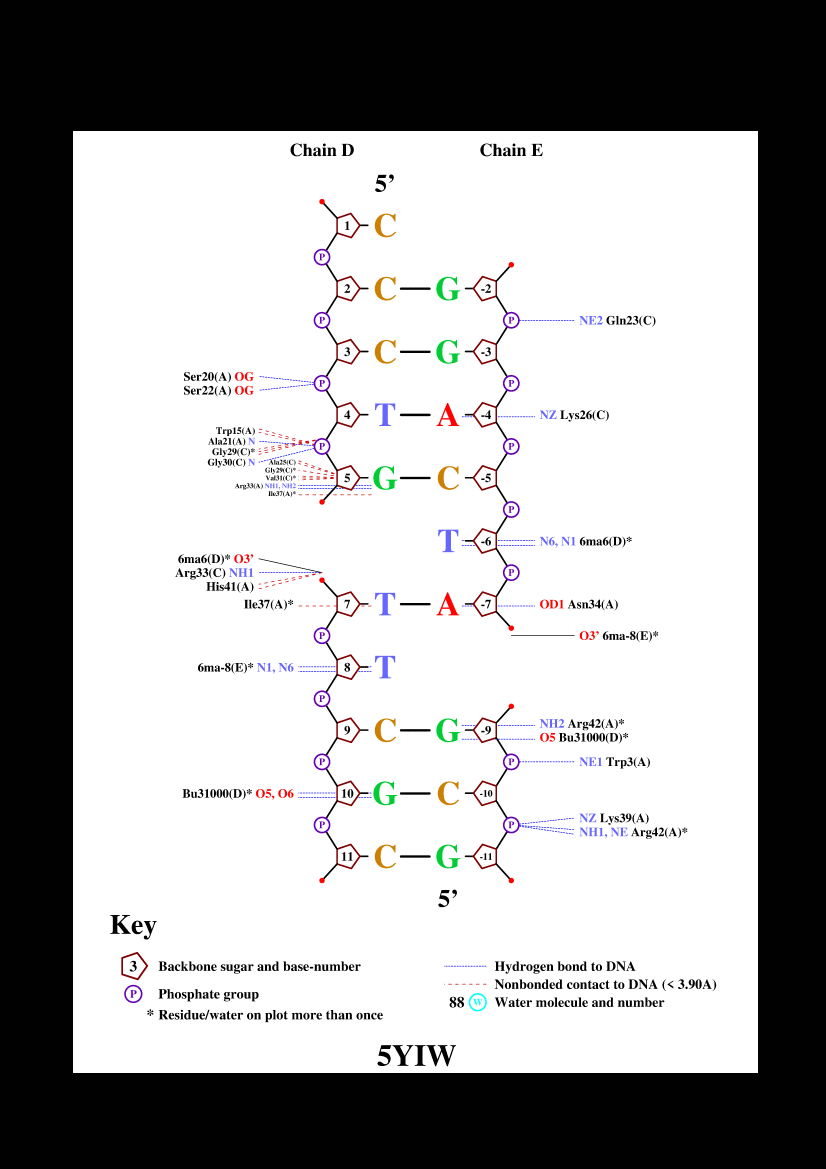 Chain D Chain E
5’
1 C
P
2 C G -2
P P NE2 Gln23(C)
3 C G -3
Ser20(A) OG
P P
Ser22(A) OG
4 T A -4 NZ Lys26(C)
Trp15(A)
Ala21(A) N
P P
Gly29(C)*
Gly30(C) N
Ala25(C)
Gly29(C)*
Val31(C)*
5 G C -5
Arg33(A) NH1, NH2
Ile37(A)*
P
T -6 N6, N1 6ma6(D)*
6ma6(D)* O3’
Arg33(C) NH1
P
His41(A)
Ile37(A)* 7 T A -7 OD1 Asn34(A)
P O3’ 6ma-8(E)*
6ma-8(E)* N1, N6 8 T
P
NH2 Arg42(A)*
9 C G -9
O5 Bu31000(D)*
P P NE1 Trp3(A)
Bu31000(D)* O5, O6 10 G C -10
NZ Lys39(A)
P P
NH1, NE Arg42(A)*
11 C G -11
5’
Key
3 Backbone sugar and base-number
P Phosphate group
* Residue/water on plot more than once
Hydrogen bond to DNA
Nonbonded contact to DNA (< 3.90A)
88 W Water molecule and number
5YIW